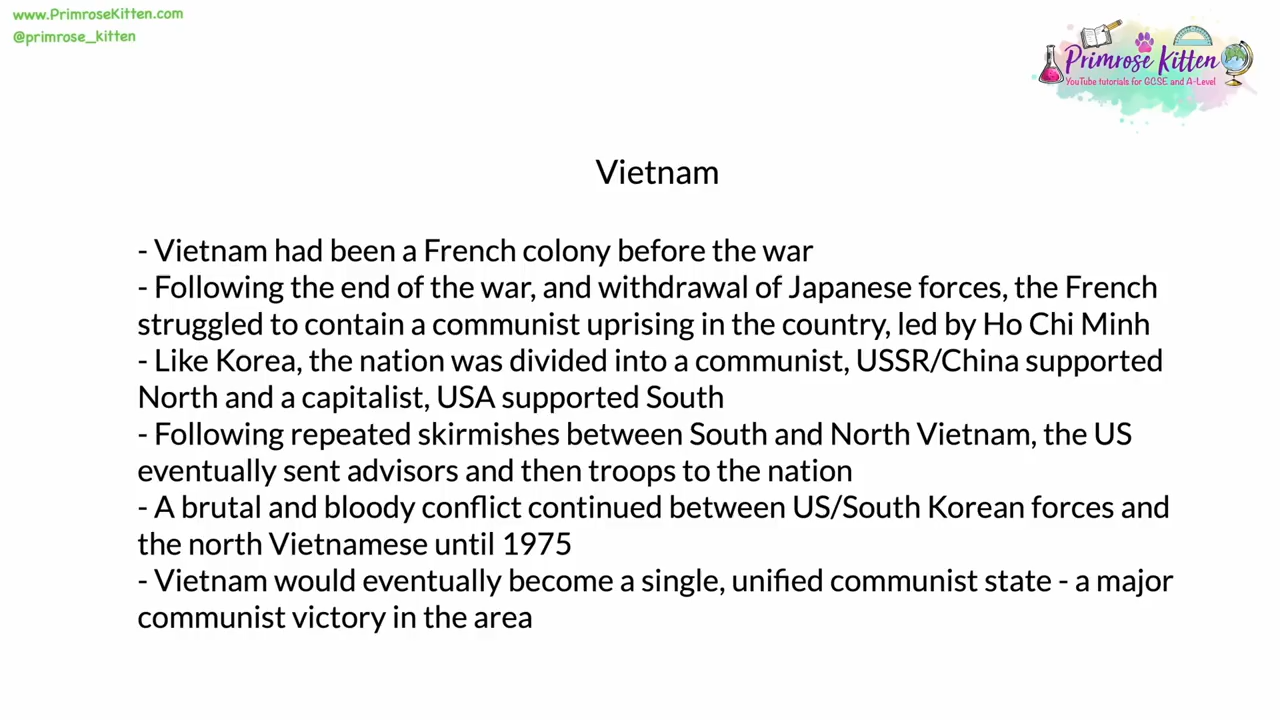 www.PrimroseKitten.com
@primrose_kitten
Primrose Kitten
YouTube tutorials for GCSE and A-Level
Vietnam
- Vietnam had been a French colony before the war
- Following the end of the war, and withdrawal of Japanese forces, the French
struggled to contain a communist uprising in the country, led by Ho Chi Minh
- Like Korea, the nation was divided into a communist, USSR/China supported
North and a capitalist, USA supported South
- Following repeated skirmishes between South and North Vietnam, the US
eventually sent advisors and then troops to the nation
- A brutal and bloody conflict continued between US/South Korean forces and
the north Vietnamese until 1975
- Vietnam would eventually become a single, unified communist state - a major
communist victory in the area